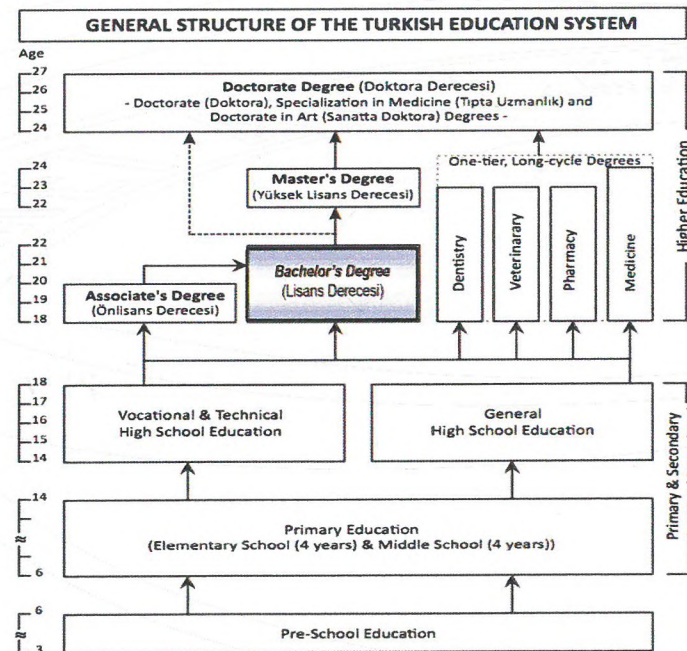 GENERAL STRUCTURE OF THE TURKISH EDUCATION SYSTEM
Age
27
26
25
24
Doctorate Degree (Doktora Derecesi)
- Doctorate (Doktora), Specialization in Medicine (Tıpta Uzmanlık) and
Doctorate in Art (Sanatta Doktora) Degrees -
24
23
22
Master's Degree
(Yüksek Lisans Derecesi)
One-tier, Long-cycle Degrees
Dentistry
Veterinarary
Pharmacy
Medicine
Higher Education
22
21
20
19
18
Bachelor's Degree
(Lisans Derecesi)
Associate's Degree
(Önlisans Derecesi)
18
17
16
15
14
Vocational & Technical
High School Education
General
High School Education
Primary & Secondary
14
≈
6
Primary Education
(Elementary School (4 years) & Middle School (4 years))
6
≈
3
Pre-School Education